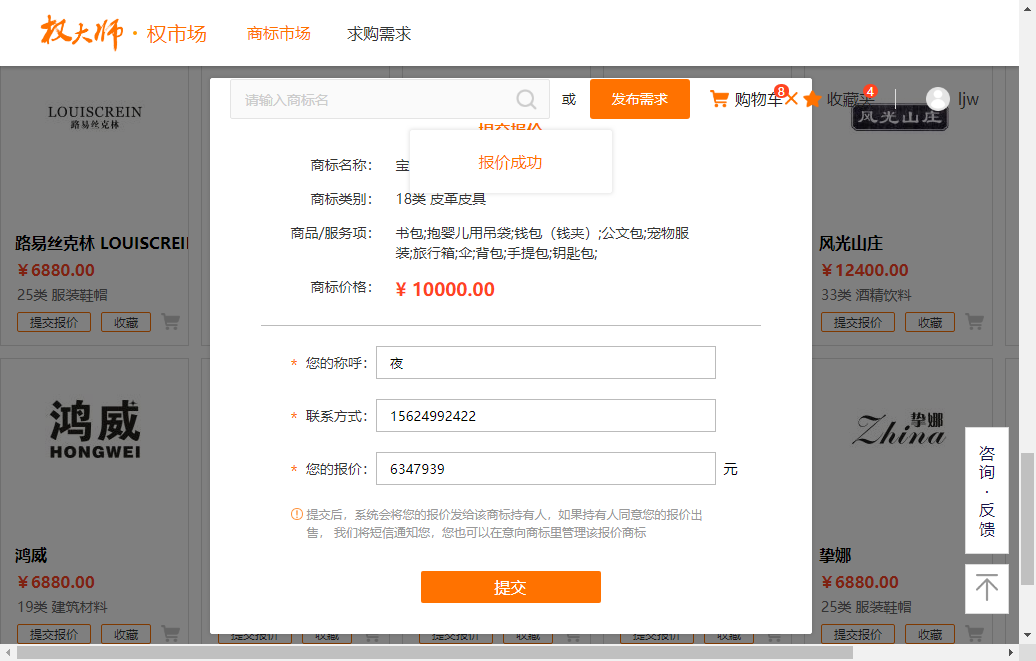 权大师 · 权市场 商标市场 求购需求
请输入商标名 或 发布需求 购物车 8 收藏夹 4 ljw
提交报价
报价成功
商标名称： 宝
商标类别： 18类 皮革皮具
商品/服务项： 书包;抱婴儿用吊袋;钱包（钱夹）;公文包;宠物服
装;旅行箱;伞;背包;手提包;钥匙包;
商标价格： ¥ 10000.00
* 您的称呼： 夜
* 联系方式： 15624992422
* 您的报价： 6347939 元
提交后，系统会将您的报价发给该商标持有人，如果持有人同意您的报价出
售， 我们将短信通知您，您也可以在意向商标里管理该报价商标
提交
LOUISCREIN
路易丝克林
路易丝克林 LOUISCREI
¥6880.00
25类 服装鞋帽
提交报价 收藏
鸿威
HONGWEI
鸿威
¥6880.00
19类 建筑材料
提交报价 收藏
提交报价 收藏 提交报价 收藏 提交报价 收藏
风光山庄
风光山庄
¥12400.00
33类 酒精饮料
提交报价 收藏
挚娜
Zhina
挚娜
¥6880.00
25类 服装鞋帽
提交报价 收藏
咨
询
·
反
馈